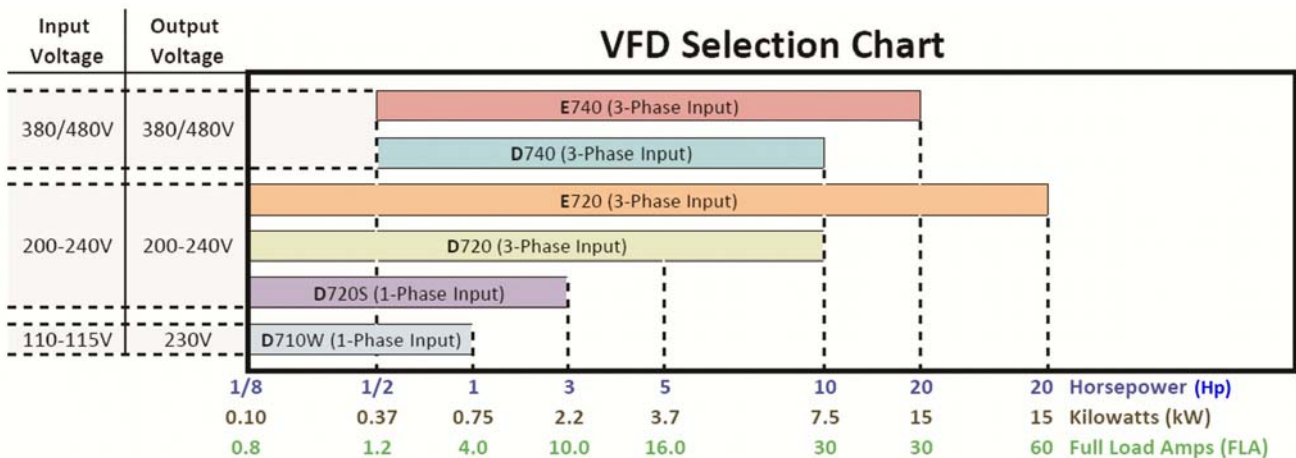 Input Voltage
Output Voltage
VFD Selection Chart
380/480V 380/480V
E740 (3-Phase Input)
D740 (3-Phase Input)
E720 (3-Phase Input)
200-240V 200-240V
D720 (3-Phase Input)
D720S (1-Phase Input)
110-115V 230V
D710W (1-Phase Input)
1/8 1/2 1 3 5 10 20 20 Horsepower (Hp)
0.10 0.37 0.75 2.2 3.7 7.5 15 15 Kilowatts (kW)
0.8 1.2 4.0 10.0 16.0 30 30 60 Full Load Amps (FLA)